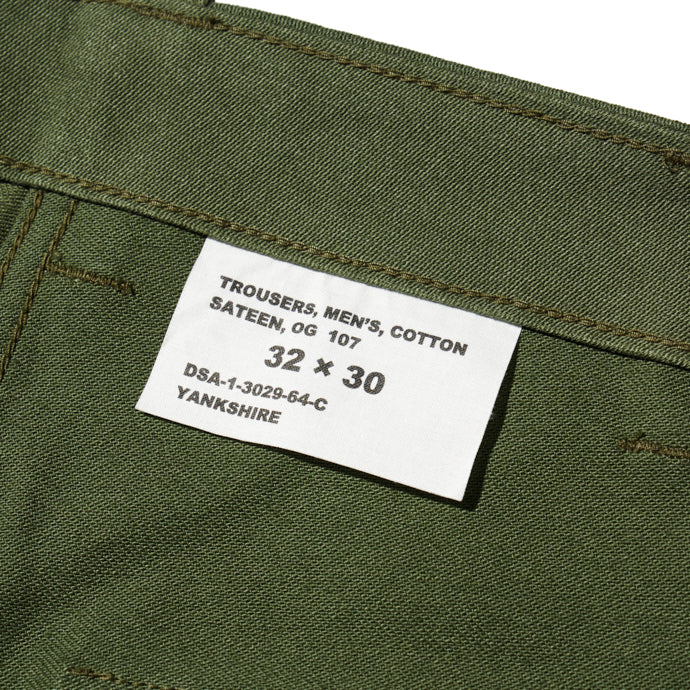 TROUSERS, MEN'S, COTTON
SATEEN, OG 107
32 × 30
DSA-1-3029-64-C
YANKSHIRE